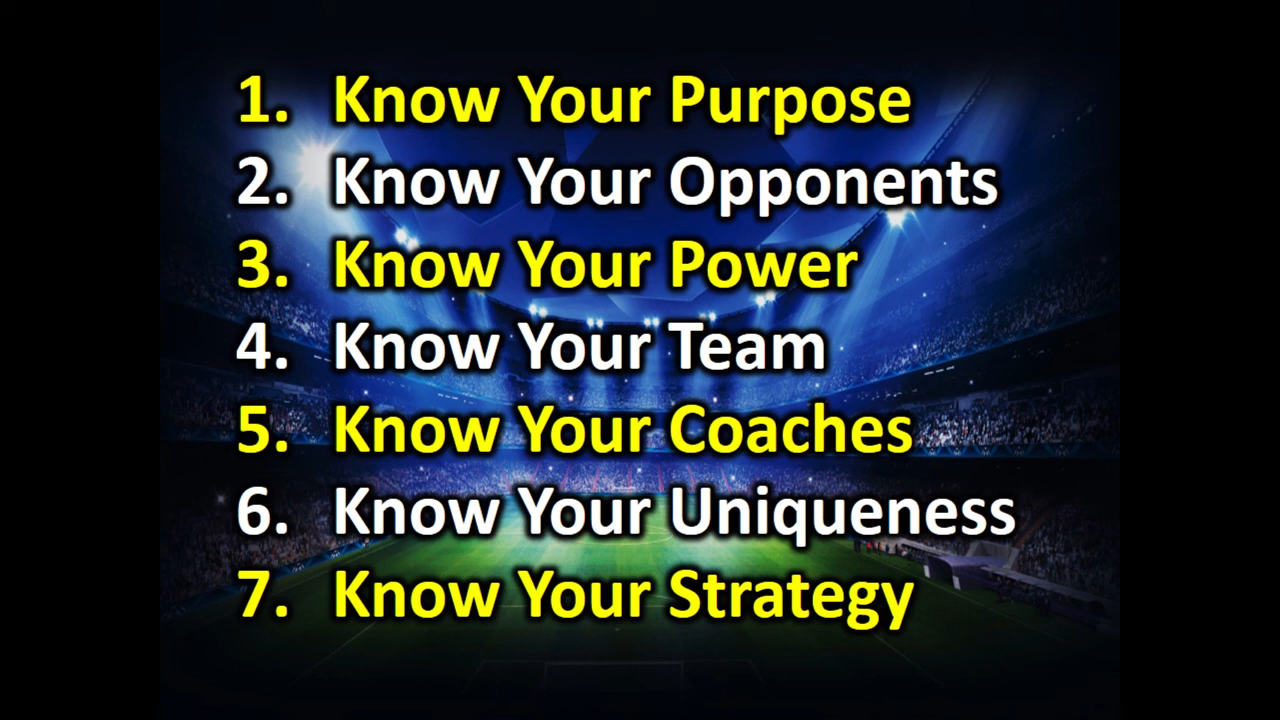 1. Know Your Purpose
2. Know Your Opponents
3. Know Your Power
4. Know Your Team
5. Know Your Coaches
6. Know Your Uniqueness
7. Know Your Strategy